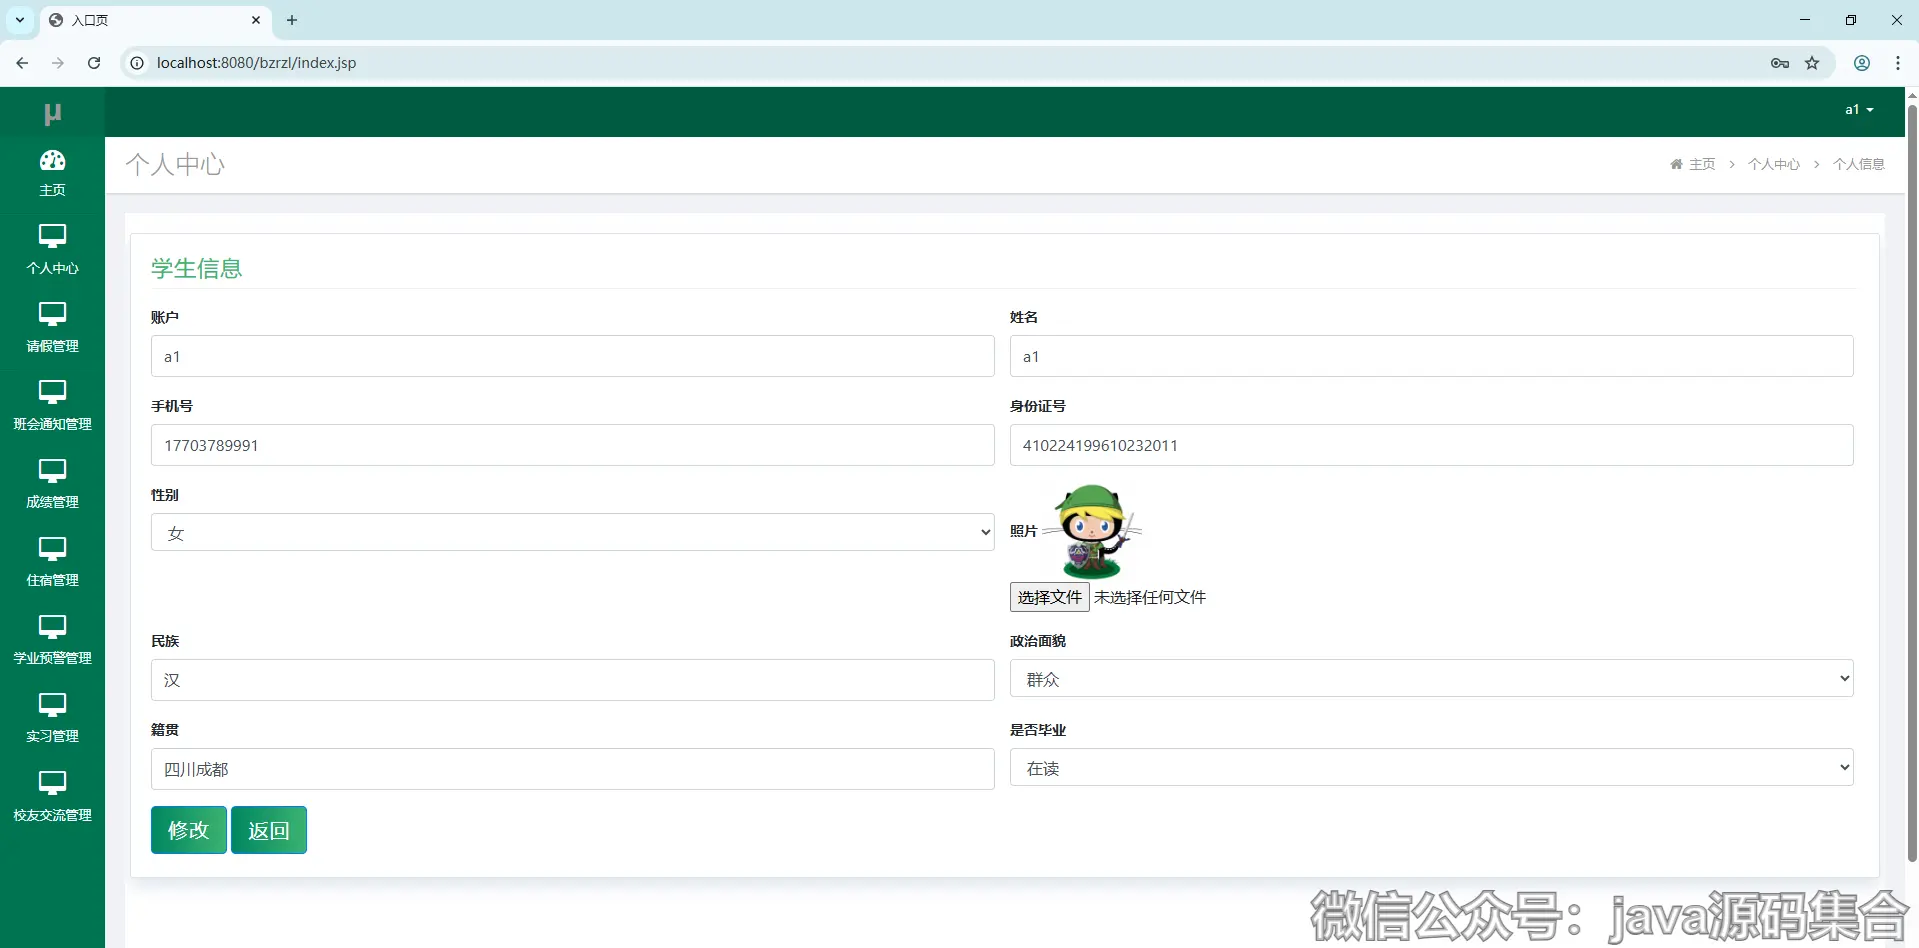 入口页
localhost:8080/bzrzl/index.jsp
μ
a1
主页
个人中心
请假管理
班会通知管理
成绩管理
住宿管理
学业预警管理
实习管理
校友交流管理
个人中心
主页 > 个人中心 > 个人信息
学生信息
账户
a1
姓名
a1
手机号
17703789991
身份证号
410224199610232011
性别
女
照片
选择文件 未选择任何文件
民族
汉
政治面貌
群众
籍贯
四川成都
是否毕业
在读
修改 返回
微信公众号：java源码集合